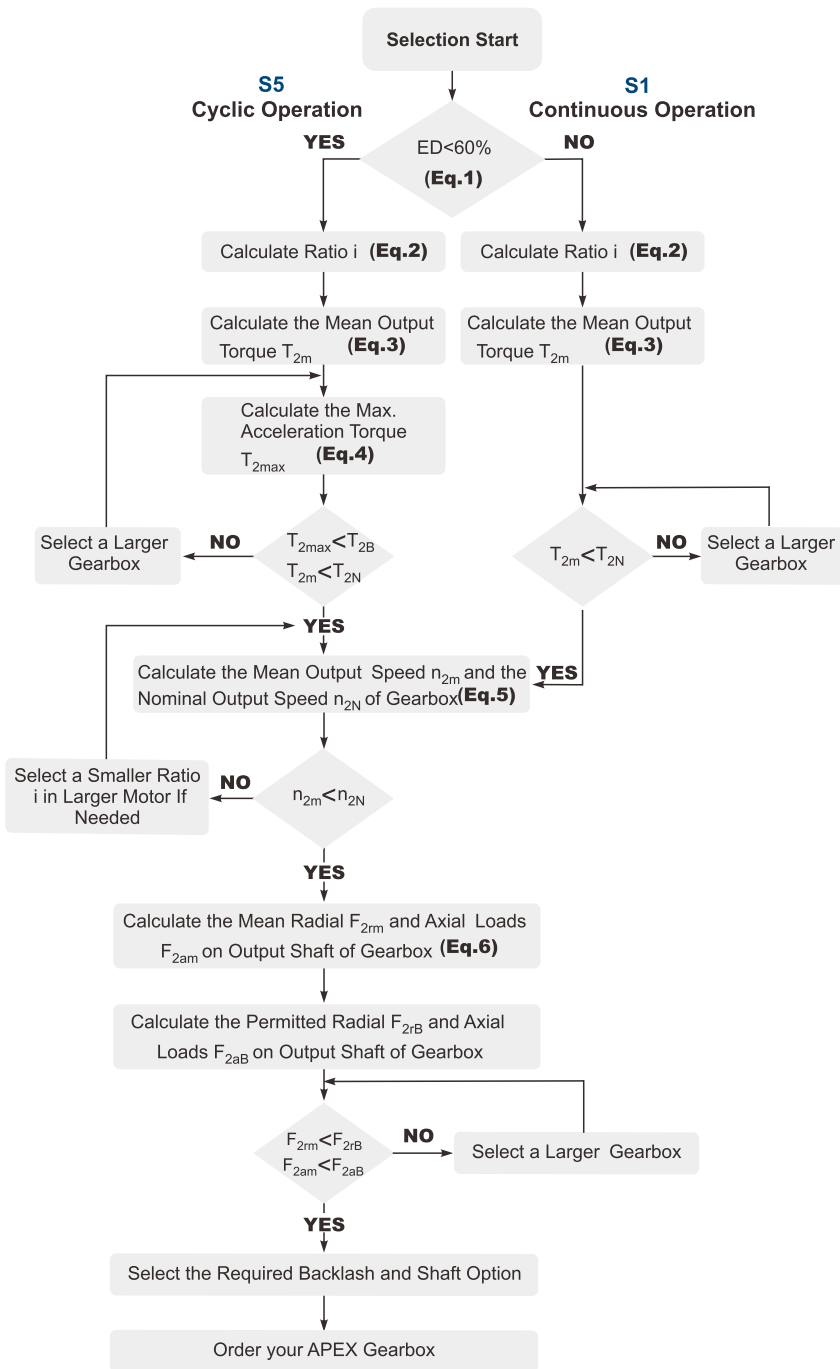 Selection Start
S5
Cyclic Operation
S1
Continuous Operation
YES
NO
ED<60%
(Eq.1)
Calculate Ratio i (Eq.2)
Calculate Ratio i (Eq.2)
Calculate the Mean Output
Torque T2m (Eq.3)
Calculate the Mean Output
Torque T2m (Eq.3)
Calculate the Max.
Acceleration Torque
T2max (Eq.4)
Select a Larger
Gearbox
NO
T2max<T2B
T2m<T2N
T2m<T2N
NO
Select a Larger
Gearbox
YES
Calculate the Mean Output Speed n2m and the
Nominal Output Speed n2N of Gearbox(Eq.5)
YES
Select a Smaller Ratio
i in Larger Motor If
Needed
NO
n2m<n2N
YES
Calculate the Mean Radial F2rm and Axial Loads
F2am on Output Shaft of Gearbox (Eq.6)
Calculate the Permitted Radial F2rB and Axial
Loads F2aB on Output Shaft of Gearbox
F2rm<F2rB
F2am<F2aB
NO
Select a Larger Gearbox
YES
Select the Required Backlash and Shaft Option
Order your APEX Gearbox